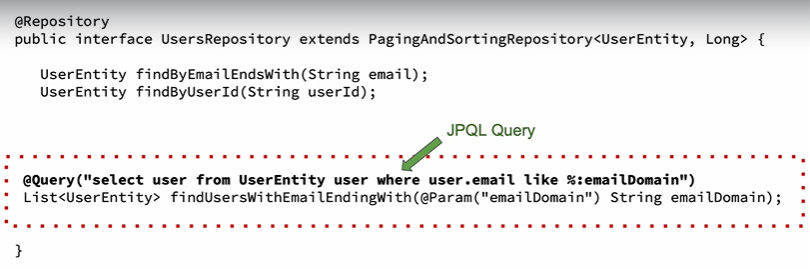 @Repository
public interface UsersRepository extends PagingAndSortingRepository<UserEntity, Long> {
UserEntity findByEmailEndsWith(String email);
UserEntity findByUserId(String userId);
JPQL Query
@Query("select user from UserEntity user where user.email like %:emailDomain")
List<UserEntity> findUsersWithEmailEndingWith(@Param("emailDomain") String emailDomain);
}